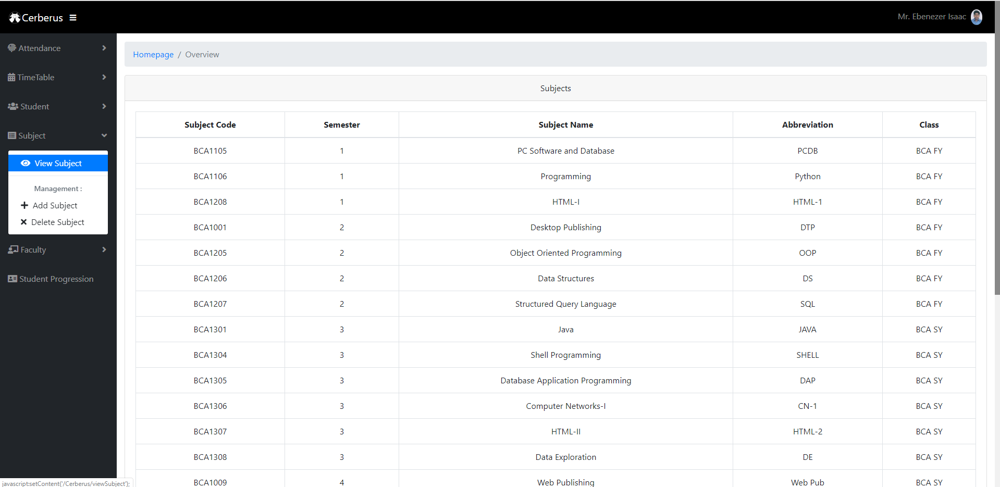 Cerberus
Mr. Ebenezer Isaac
Attendance
TimeTable
Student
Subject
View Subject
Management :
Add Subject
Delete Subject
Faculty
Student Progression
Homepage / Overview
Subjects
Subject Code Semester Subject Name Abbreviation Class
BCA1105 1 PC Software and Database PCDB BCA FY
BCA1106 1 Programming Python BCA FY
BCA1208 1 HTML-I HTML-1 BCA FY
BCA1001 2 Desktop Publishing DTP BCA FY
BCA1205 2 Object Oriented Programming OOP BCA FY
BCA1206 2 Data Structures DS BCA FY
BCA1207 2 Structured Query Language SQL BCA FY
BCA1301 3 Java JAVA BCA SY
BCA1304 3 Shell Programming SHELL BCA SY
BCA1305 3 Database Application Programming DAP BCA SY
BCA1306 3 Computer Networks-I CN-1 BCA SY
BCA1307 3 HTML-II HTML-2 BCA SY
BCA1308 3 Data Exploration DE BCA SY
BCA1009 4 Web Publishing Web Pub BCA SY
javascript:setContent('/Cerberus/viewSubject');